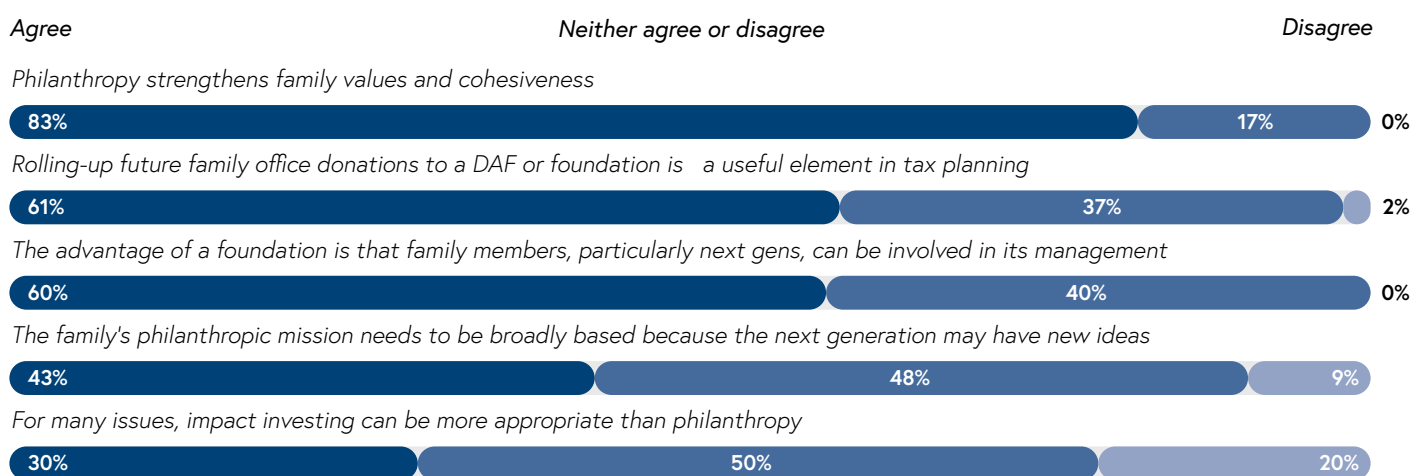 Agree Neither agree or disagree Disagree
Philanthropy strengthens family values and cohesiveness
83% 17% 0%
Rolling-up future family office donations to a DAF or foundation is a useful element in tax planning
61% 37% 2%
The advantage of a foundation is that family members, particularly next gens, can be involved in its management
60% 40% 0%
The family's philanthropic mission needs to be broadly based because the next generation may have new ideas
43% 48% 9%
For many issues, impact investing can be more appropriate than philanthropy
30% 50% 20%